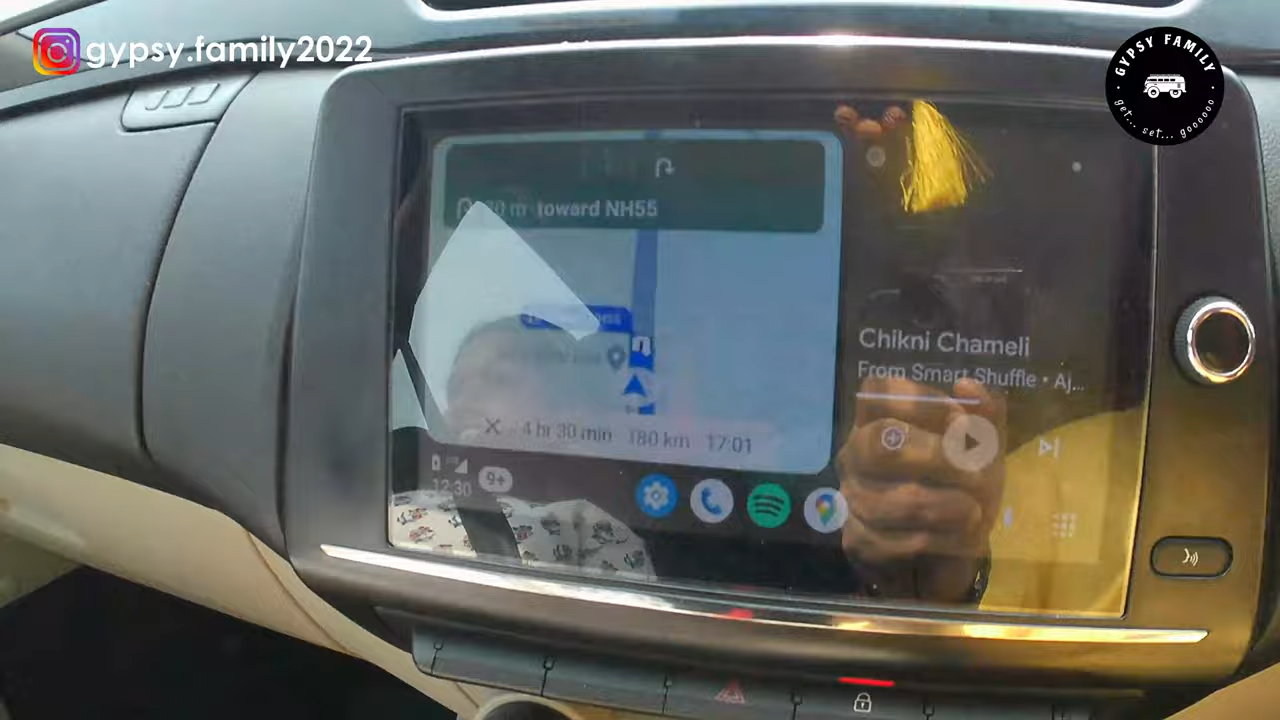 gypsy.family2022
GYPSY FAMILY
get... set... goooooo
toward NH55
4 hr 30 min 180 km 17:01
Chikni Chameli
From Smart Shuffle • Aj...
12:30
9+